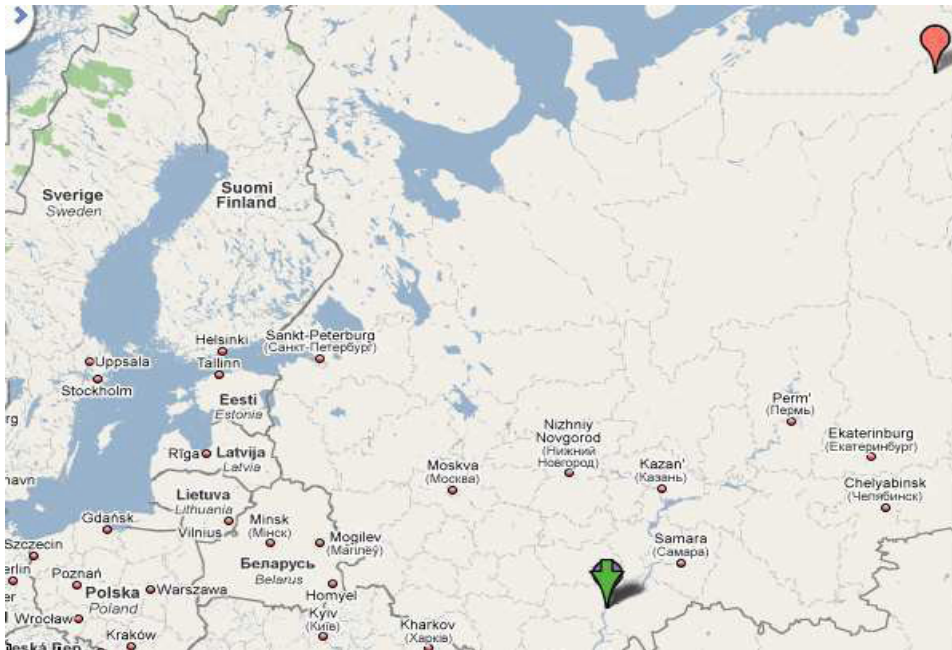 Sverige
Sweden
Suomi
Finland
Helsinki
Sankt-Peterburg
(Санкт-Петербург)
Uppsala
Tallinn
Stockholm
Eesti
Estonia
Perm'
(Пермь)
Nizhniy
Novgorod
(Нижний
Новгород)
Ekaterinburg
(Екатеринбург)
Rīga
Latvija
Latvia
Moskva
(Москва)
Kazan'
(Казань)
Chelyabinsk
(Челябинск)
Lietuva
Lithuania
Gdańsk
Vilnius
Minsk
(Мінск)
Mogilev
Samara
(Самара)
Szczecin
Беларусь
Belarus
Poznań
Polska
Poland
Warszawa
Homyel
Wrocław
Kyiv
(Київ)
Kharkov
(Харків)
Kraków